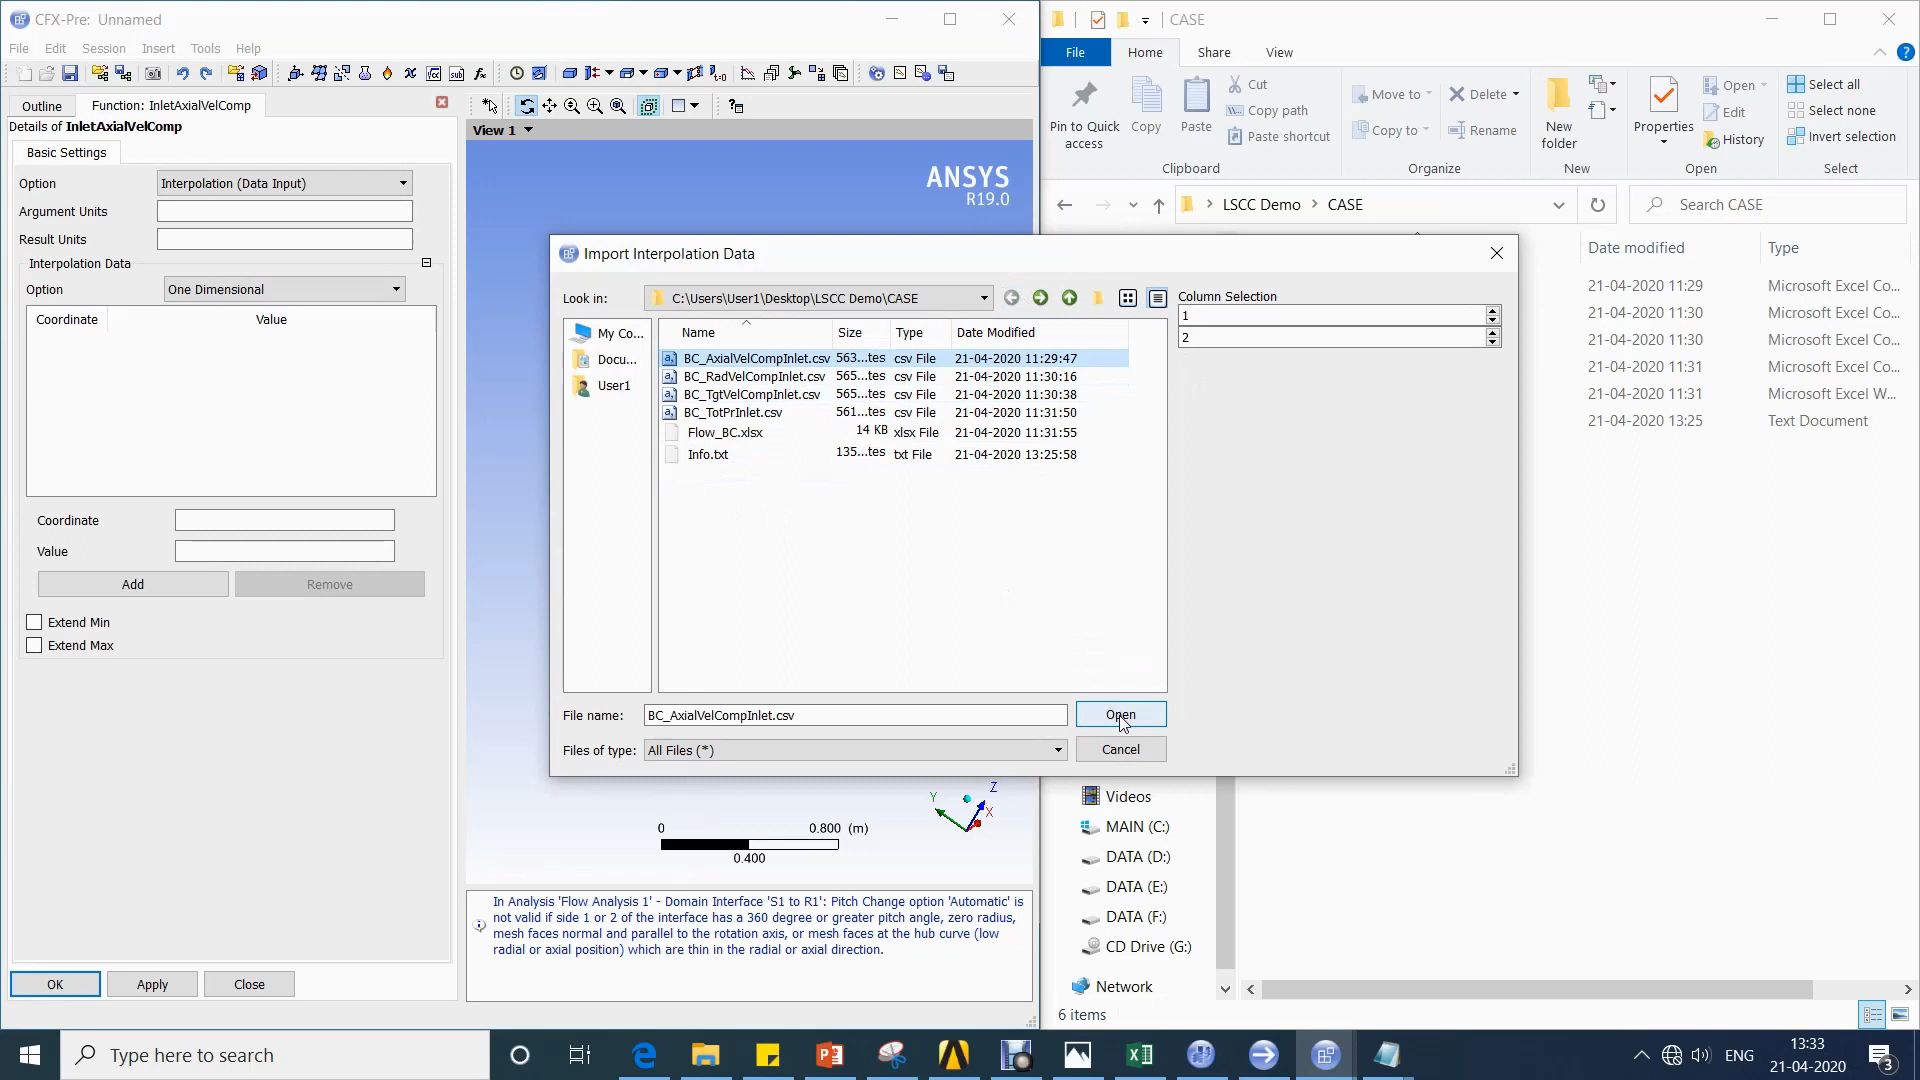 CFX-Pre: Unnamed
File Edit Session Insert Tools Help
Outline
Function: InletAxialVelComp
Details of InletAxialVelComp
Basic Settings
Option Interpolation (Data Input)
Argument Units
Result Units
Interpolation Data
Option One Dimensional
Coordinate Value
Coordinate
Value
Add Remove
Extend Min
Extend Max
OK Apply Close
View 1
ANSYS
R19.0
0 0.800 (m)
0.400
Y Z X
In Analysis 'Flow Analysis 1' - Domain Interface 'S1 to R1': Pitch Change option 'Automatic' is
not valid if side 1 or 2 of the interface has a 360 degree or greater pitch angle, zero radius,
mesh faces normal and parallel to the rotation axis, or mesh faces at the hub curve (low
radial or axial position) which are thin in the radial or axial direction.
Import Interpolation Data
Look in: C:\Users\User1\Desktop\LSCC Demo\CASE
My Co...
Docu...
User1
Name Size Type Date Modified
BC_AxialVelCompInlet.csv 563...tes csv File 21-04-2020 11:29:47
BC_RadVelCompInlet.csv 565...tes csv File 21-04-2020 11:30:16
BC_TgtVelCompInlet.csv 565...tes csv File 21-04-2020 11:30:38
BC_TotPrInlet.csv 561...tes csv File 21-04-2020 11:31:50
Flow_BC.xlsx 14 KB xlsx File 21-04-2020 11:31:55
Info.txt 135...tes txt File 21-04-2020 13:25:58
Column Selection
1
2
File name: BC_AxialVelCompInlet.csv Open
Files of type: All Files (*) Cancel
CASE
File Home Share View
Pin to Quick
access
Copy
Paste
Cut
Copy path
Paste shortcut
Clipboard
Move to
Copy to
Delete
Rename
Organize
New
folder
New
Properties
Open
Edit
History
Open
Select all
Select none
Invert selection
Select
LSCC Demo CASE
Search CASE
Date modified Type
21-04-2020 11:29 Microsoft Excel Co...
21-04-2020 11:30 Microsoft Excel Co...
21-04-2020 11:30 Microsoft Excel Co...
21-04-2020 11:31 Microsoft Excel Co...
21-04-2020 11:31 Microsoft Excel W...
21-04-2020 13:25 Text Document
Videos
MAIN (C:)
DATA (D:)
DATA (E:)
DATA (F:)
CD Drive (G:)
Network
6 items
Type here to search
ENG
13:33
21-04-2020
3